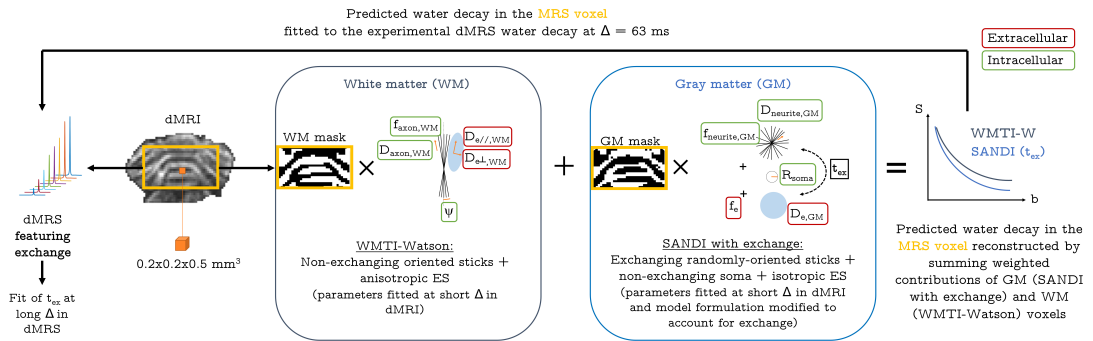 Predicted water decay in the MRS voxel
fitted to the experimental dMRS water decay at Δ = 63 ms
Extracellular
Intracellular
dMRS
featuring
exchange
Fit of t_ex at
long Δ in
dMRS
dMRI
0.2x0.2x0.5 mm³
White matter (WM)
WM mask
×
f_axon,WM
D_axon,WM
D_e//,WM
D_e⊥,WM
ψ
WMTI-Watson:
Non-exchanging oriented sticks +
anisotropic ES
(parameters fitted at short Δ in
dMRI)
+
Gray matter (GM)
GM mask
×
D_neurite,GM
f_neurite,GM
+
R_soma
t_ex
+
f_e
D_e,GM
SANDI with exchange:
Exchanging randomly-oriented sticks +
non-exchanging soma + isotropic ES
(parameters fitted at short Δ in dMRI
and model formulation modified to
account for exchange)
=
S
WMTI-W
SANDI (t_ex)
b
Predicted water decay in the
MRS voxel reconstructed by
summing weighted
contributions of GM (SANDI
with exchange) and WM
(WMTI-Watson) voxels